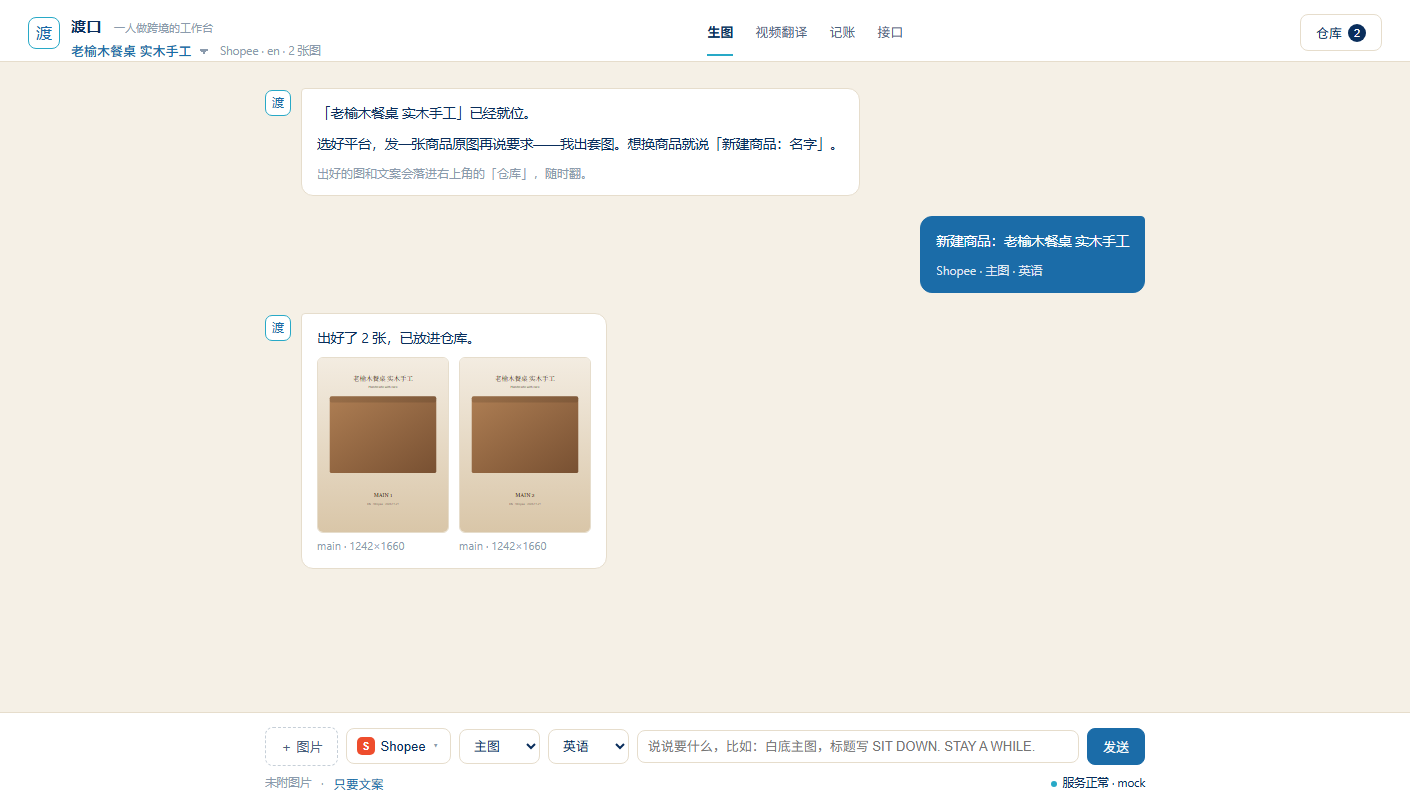 渡
渡口 一人做跨境的工作台
老榆木餐桌 实木手工 Shopee · en · 2 张图
生图 视频翻译 记账 接口
仓库 2
渡
「老榆木餐桌 实木手工」已经就位。
选好平台，发一张商品原图再说要求——我出套图。想换商品就说「新建商品：名字」。
出好的图和文案会落进右上角的「仓库」，随时翻。
新建商品：老榆木餐桌 实木手工
Shopee · 主图 · 英语
渡
出好了 2 张，已放进仓库。
老榆木餐桌 实木手工
MAIN 1
老榆木餐桌 实木手工
MAIN 2
main · 1242×1660
main · 1242×1660
+ 图片
S Shopee
主图
英语
说说要什么，比如：白底主图，标题写 SIT DOWN. STAY A WHILE.
发送
未附图片 · 只要文案
服务正常 · mock